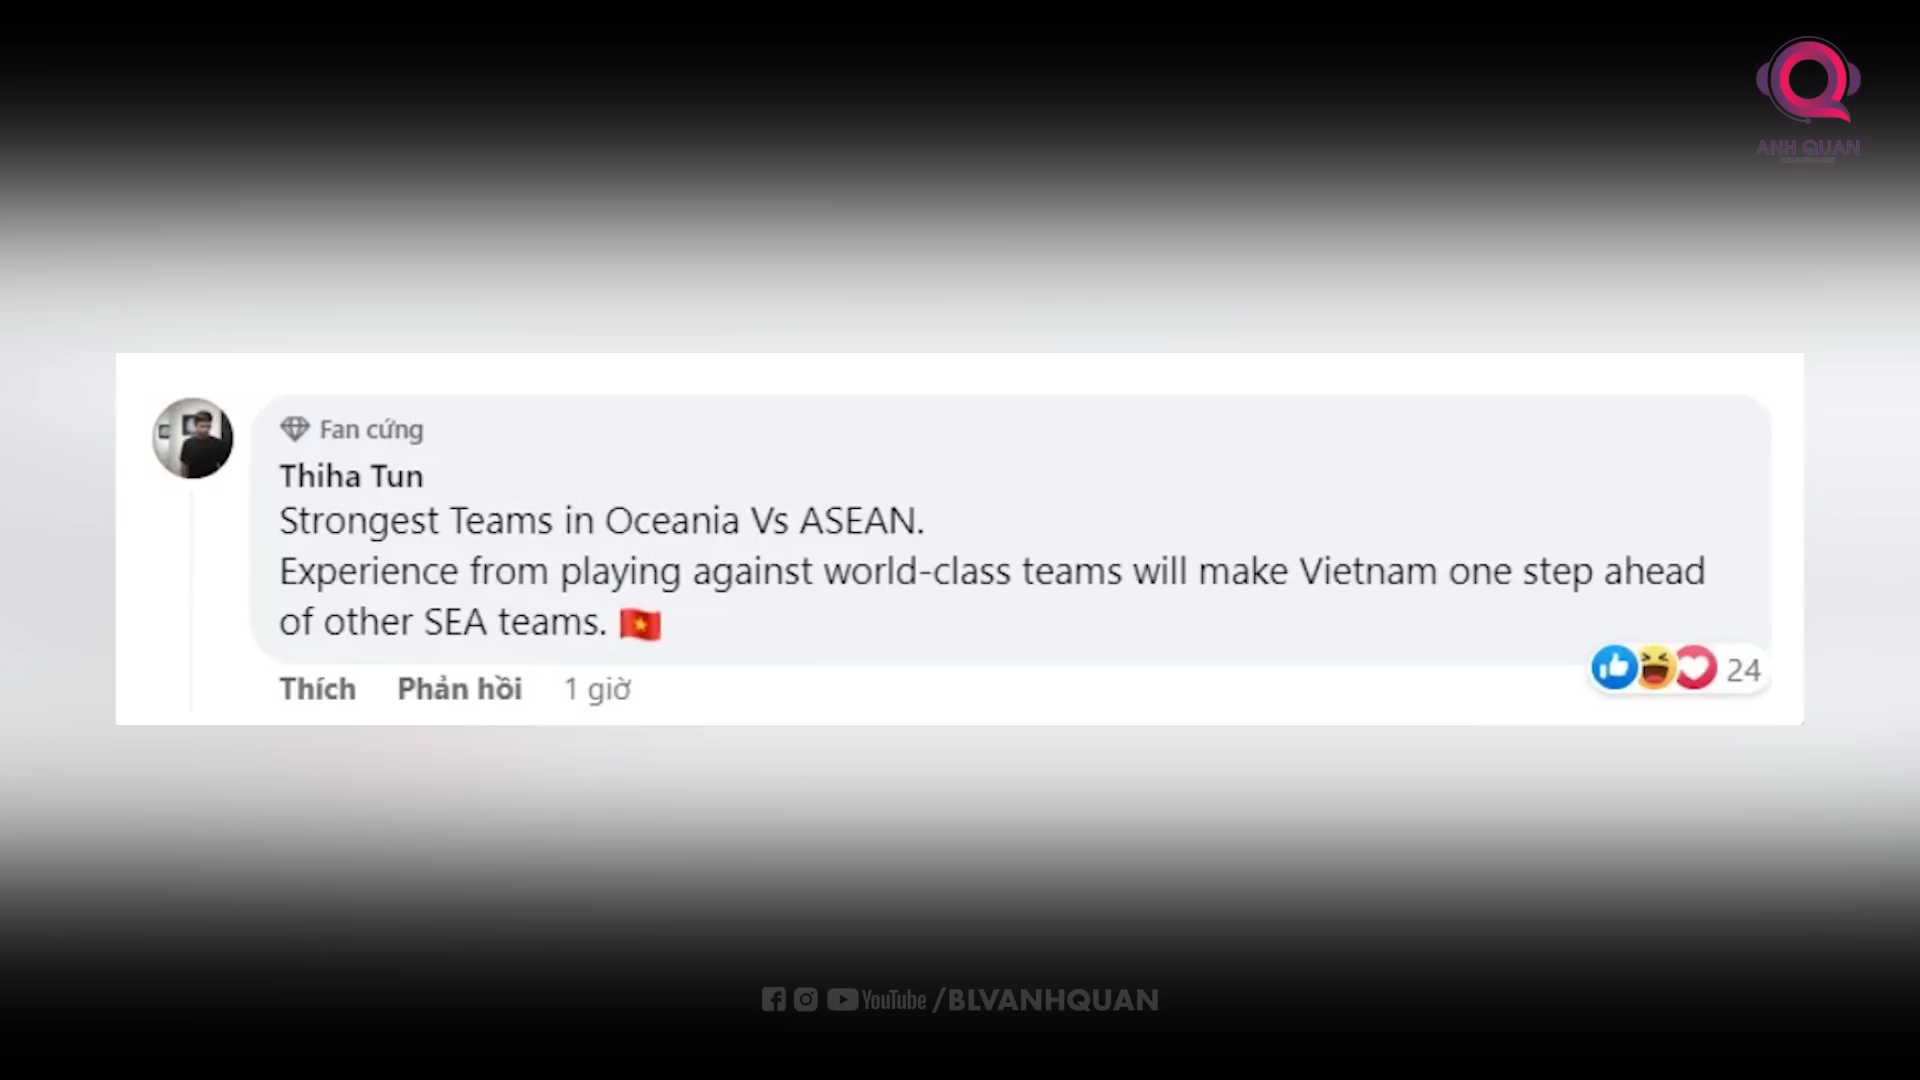 ANH QUAN
Fan cứng
Thiha Tun
Strongest Teams in Oceania Vs ASEAN.
Experience from playing against world-class teams will make Vietnam one step ahead
of other SEA teams. 🇻🇳
Thích Phản hồi 1 giờ
24
YouTube /BLVANHQUAN